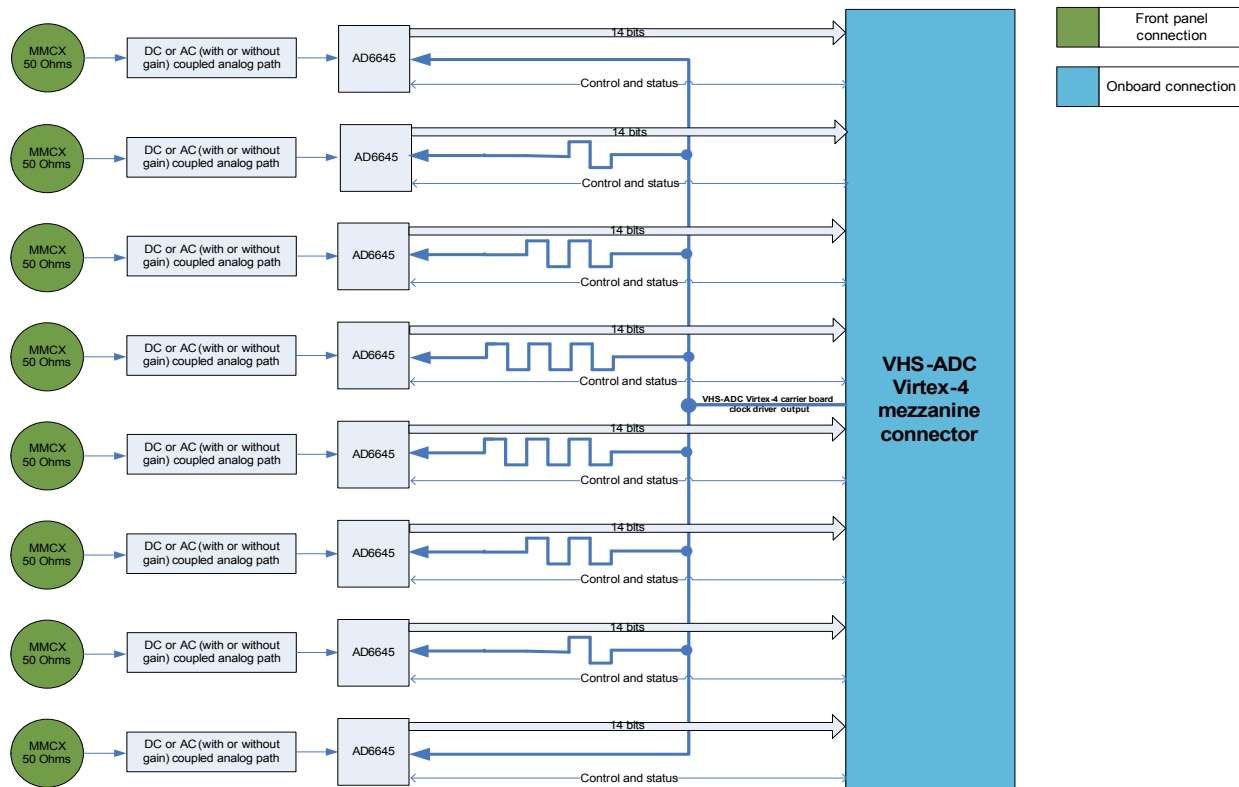 14 bits
MMCX
50 Ohms
DC or AC (with or without
gain) coupled analog path
AD6645
Control and status
14 bits
MMCX
50 Ohms
DC or AC (with or without
gain) coupled analog path
AD6645
Control and status
14 bits
MMCX
50 Ohms
DC or AC (with or without
gain) coupled analog path
AD6645
Control and status
14 bits
MMCX
50 Ohms
DC or AC (with or without
gain) coupled analog path
AD6645
Control and status
VHS-ADC Virtex-4 carrier board
clock driver output
14 bits
MMCX
50 Ohms
DC or AC (with or without
gain) coupled analog path
AD6645
Control and status
14 bits
MMCX
50 Ohms
DC or AC (with or without
gain) coupled analog path
AD6645
Control and status
14 bits
MMCX
50 Ohms
DC or AC (with or without
gain) coupled analog path
AD6645
Control and status
14 bits
MMCX
50 Ohms
DC or AC (with or without
gain) coupled analog path
AD6645
Control and status
VHS-ADC
Virtex-4
mezzanine
connector
Front panel
connection
Onboard connection